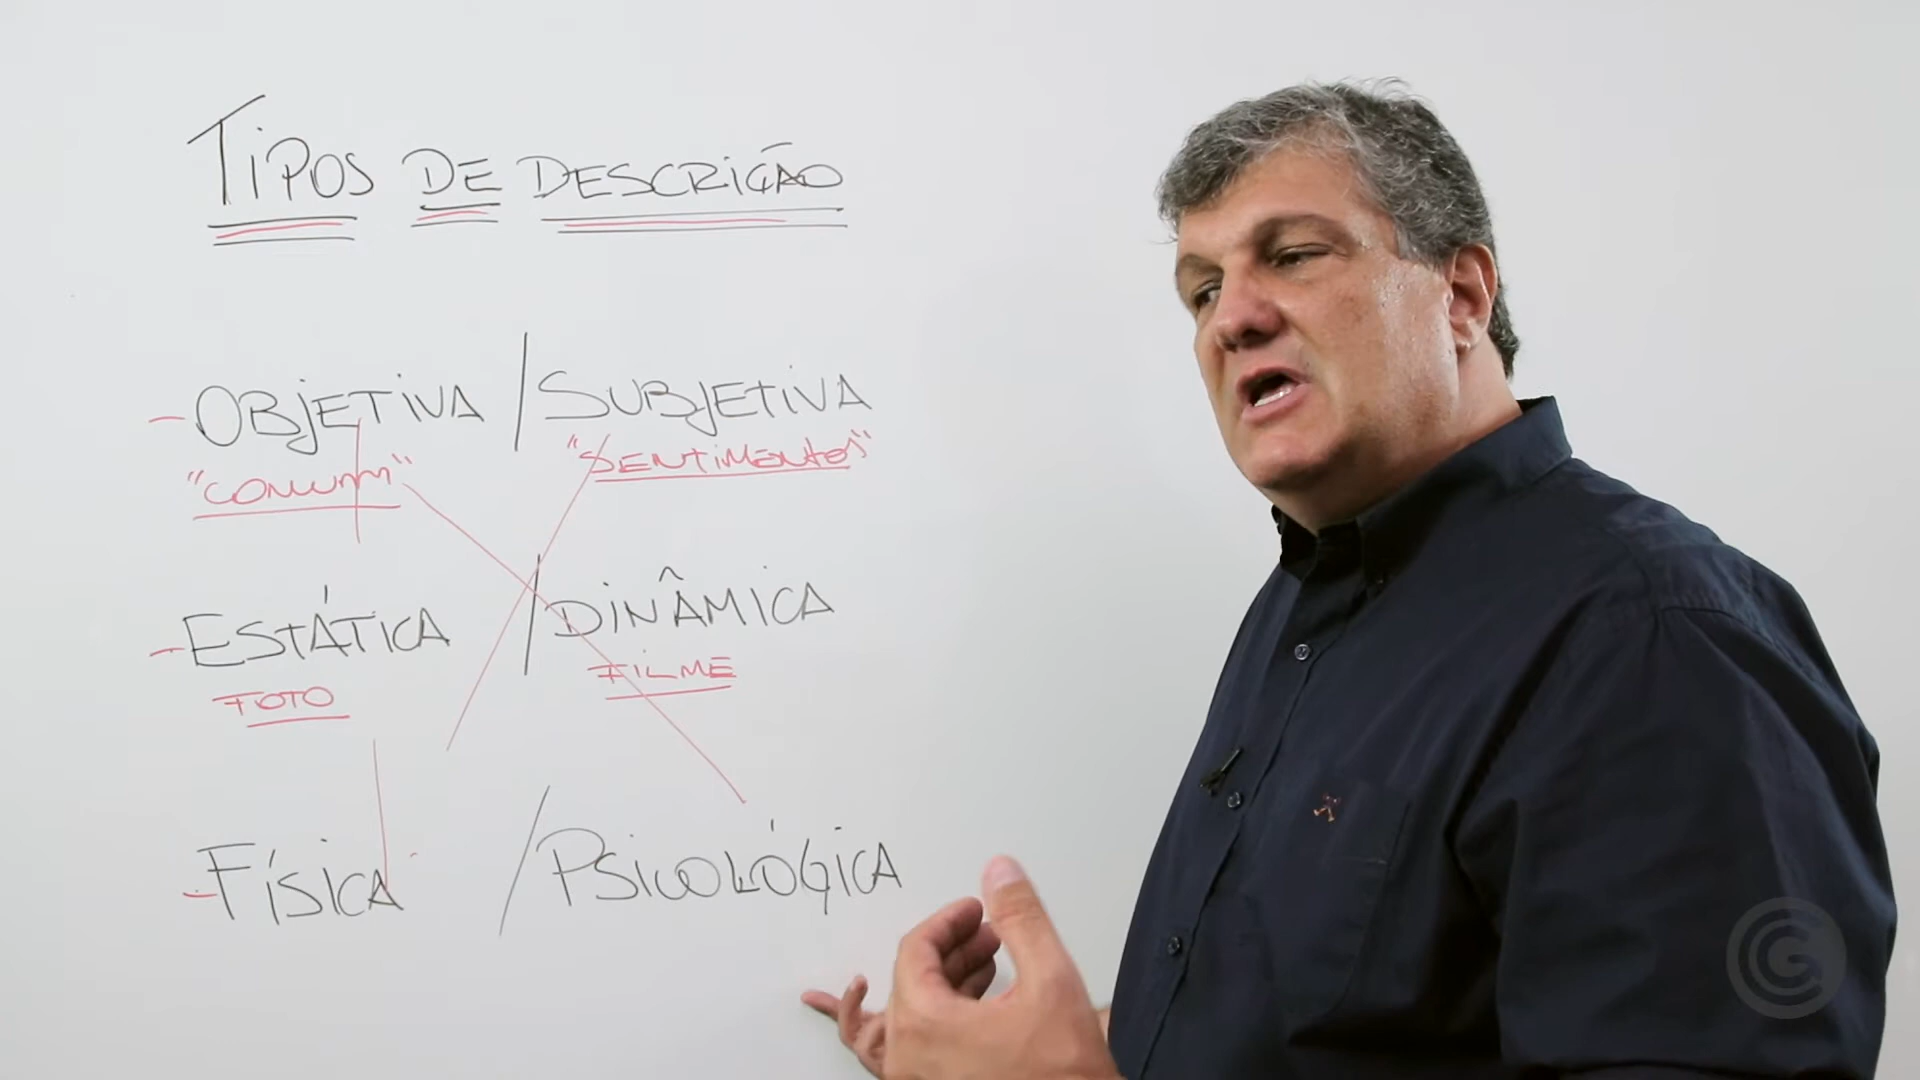 TIPOS DE DESCRIÇÃO
- OBJETIVA / SUBJETIVA
"COMUM" "SENTIMENTOS"
- ESTÁTICA / DINÂMICA
FOTO FILME
- FÍSICA / PSICOLÓGICA